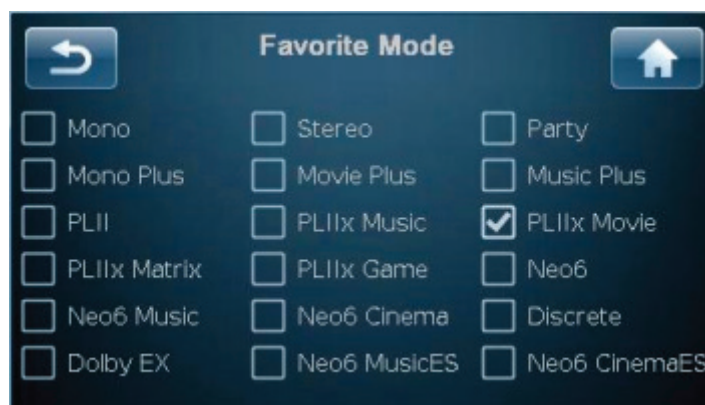 Favorite Mode
Mono Stereo Party
Mono Plus Movie Plus Music Plus
PLII PLIIx Music PLIIx Movie
PLIIx Matrix PLIIx Game Neo6
Neo6 Music Neo6 Cinema Discrete
Dolby EX Neo6 MusicES Neo6 CinemaES